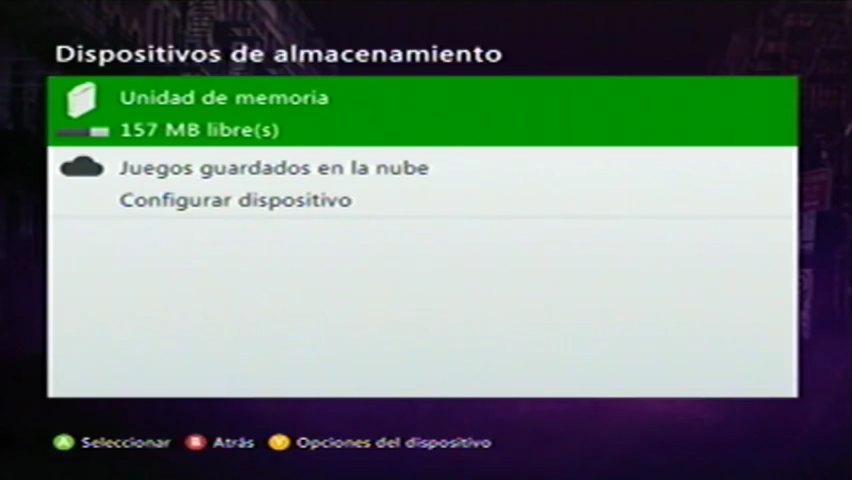 Dispositivos de almacenamiento
Unidad de memoria
157 MB libre(s)
Juegos guardados en la nube
Configurar dispositivo
A Seleccionar B Atrás Y Opciones del dispositivo